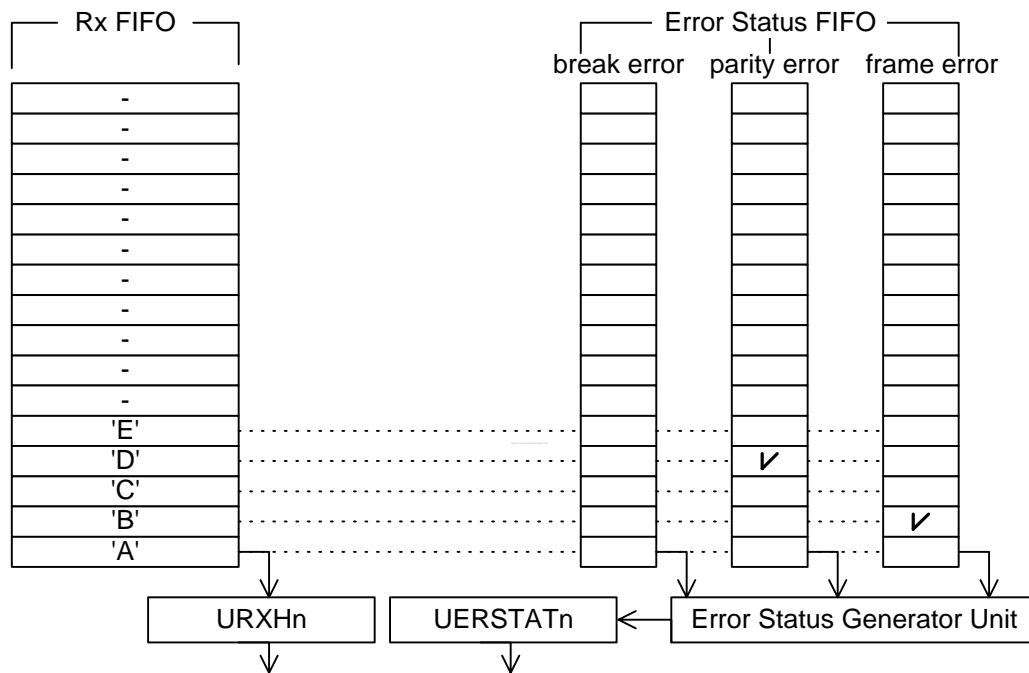 Rx FIFO
Error Status FIFO
break error parity error frame error
-
-
-
-
-
-
-
-
-
-
-
'E'
'D'
'C'
'B'
'A'
URXHn
UERSTATn
Error Status Generator Unit